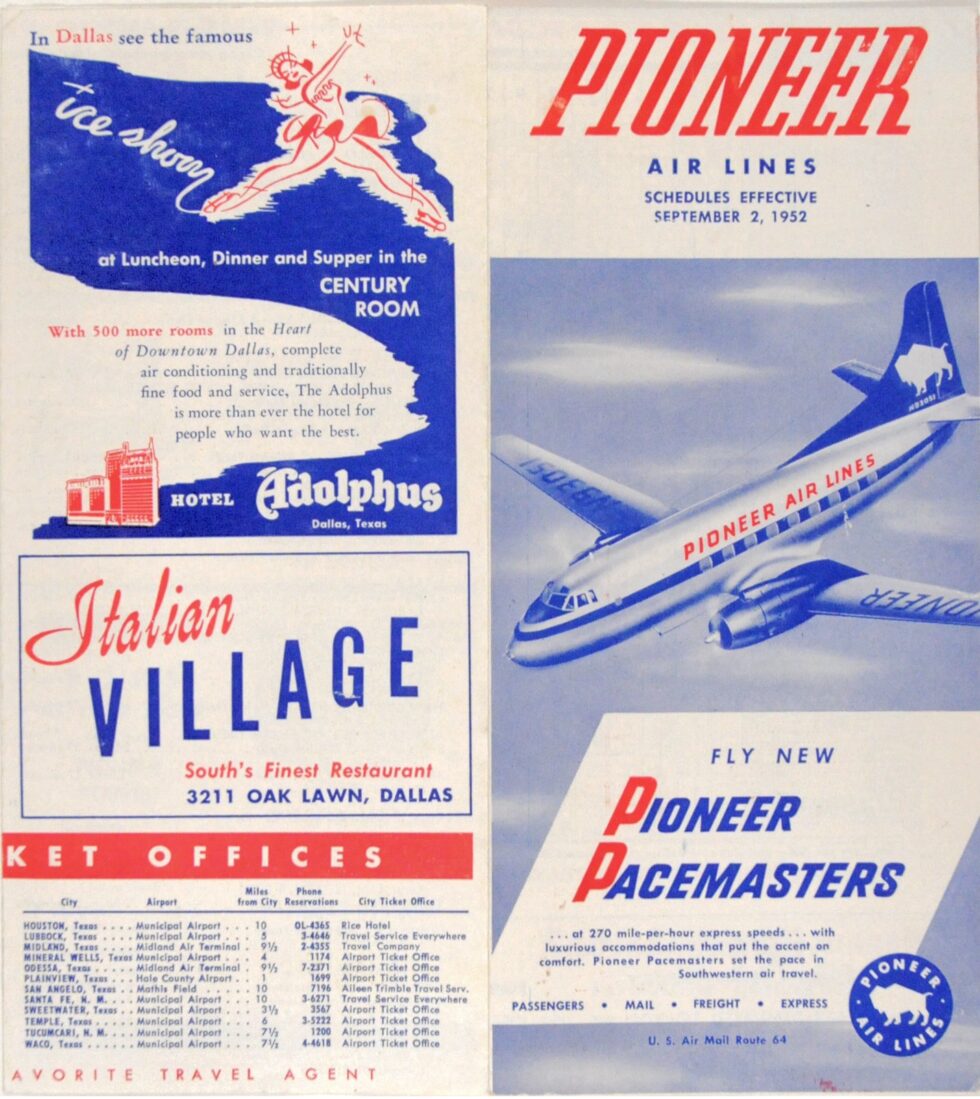 In Dallas see the famous
ice show
at Luncheon, Dinner and Supper in the
CENTURY
ROOM
With 500 more rooms in the Heart
of Downtown Dallas, complete
air conditioning and traditionally
fine food and service, The Adolphus
is more than ever the hotel for
people who want the best.
HOTEL Adolphus
Dallas, Texas
Italian
VILLAGE
South's Finest Restaurant
3211 OAK LAWN, DALLAS
KET OFFICES
City Airport Miles from City Phone Reservations City Ticket Office
HOUSTON, Texas . . . . Municipal Airport . . . 10 OL-4365 Rice Hotel
LUBBOCK, Texas . . . . Municipal Airport . . . 5 3-4646 Travel Service Everywhere
MIDLAND, Texas . . . . Midland Air Terminal . 9½ 2-4355 Travel Company
MINERAL WELLS, Texas Municipal Airport . . . 4 1174 Airport Ticket Office
ODESSA, Texas . . . . . Midland Air Terminal . 9½ 7-2371 Airport Ticket Office
PLAINVIEW, Texas . . . Hale County Airport . . 1 1699 Airport Ticket Office
SAN ANGELO, Texas . Mathis Field . . . . . 10 7196 Aileen Trimble Travel Serv.
SANTA FE, N. M. . . . . Municipal Airport . . . 10 3-6271 Travel Service Everywhere
SWEETWATER, Texas . . Municipal Airport . . . 3½ 3567 Airport Ticket Office
TEMPLE, Texas . . . . . Municipal Airport . . . 6 3-5222 Airport Ticket Office
TUCUMCARI, N. M. . . . Municipal Airport . . . 7½ 1200 Airport Ticket Office
WACO, Texas . . . . . . Municipal Airport . . . 7½ 4-4618 Airport Ticket Office
AVORITE TRAVEL AGENT
PIONEER
AIR LINES
SCHEDULES EFFECTIVE
SEPTEMBER 2, 1952
N93051
N93051
PIONEER AIR LINES
PIONEER
FLY NEW
PIONEER
PACEMASTERS
. . . at 270 mile-per-hour express speeds . . . with
luxurious accommodations that put the accent on
comfort. Pioneer Pacemasters set the pace in
Southwestern air travel.
PASSENGERS • MAIL • FREIGHT • EXPRESS
PIONEER
AIR LINES
U. S. Air Mail Route 64